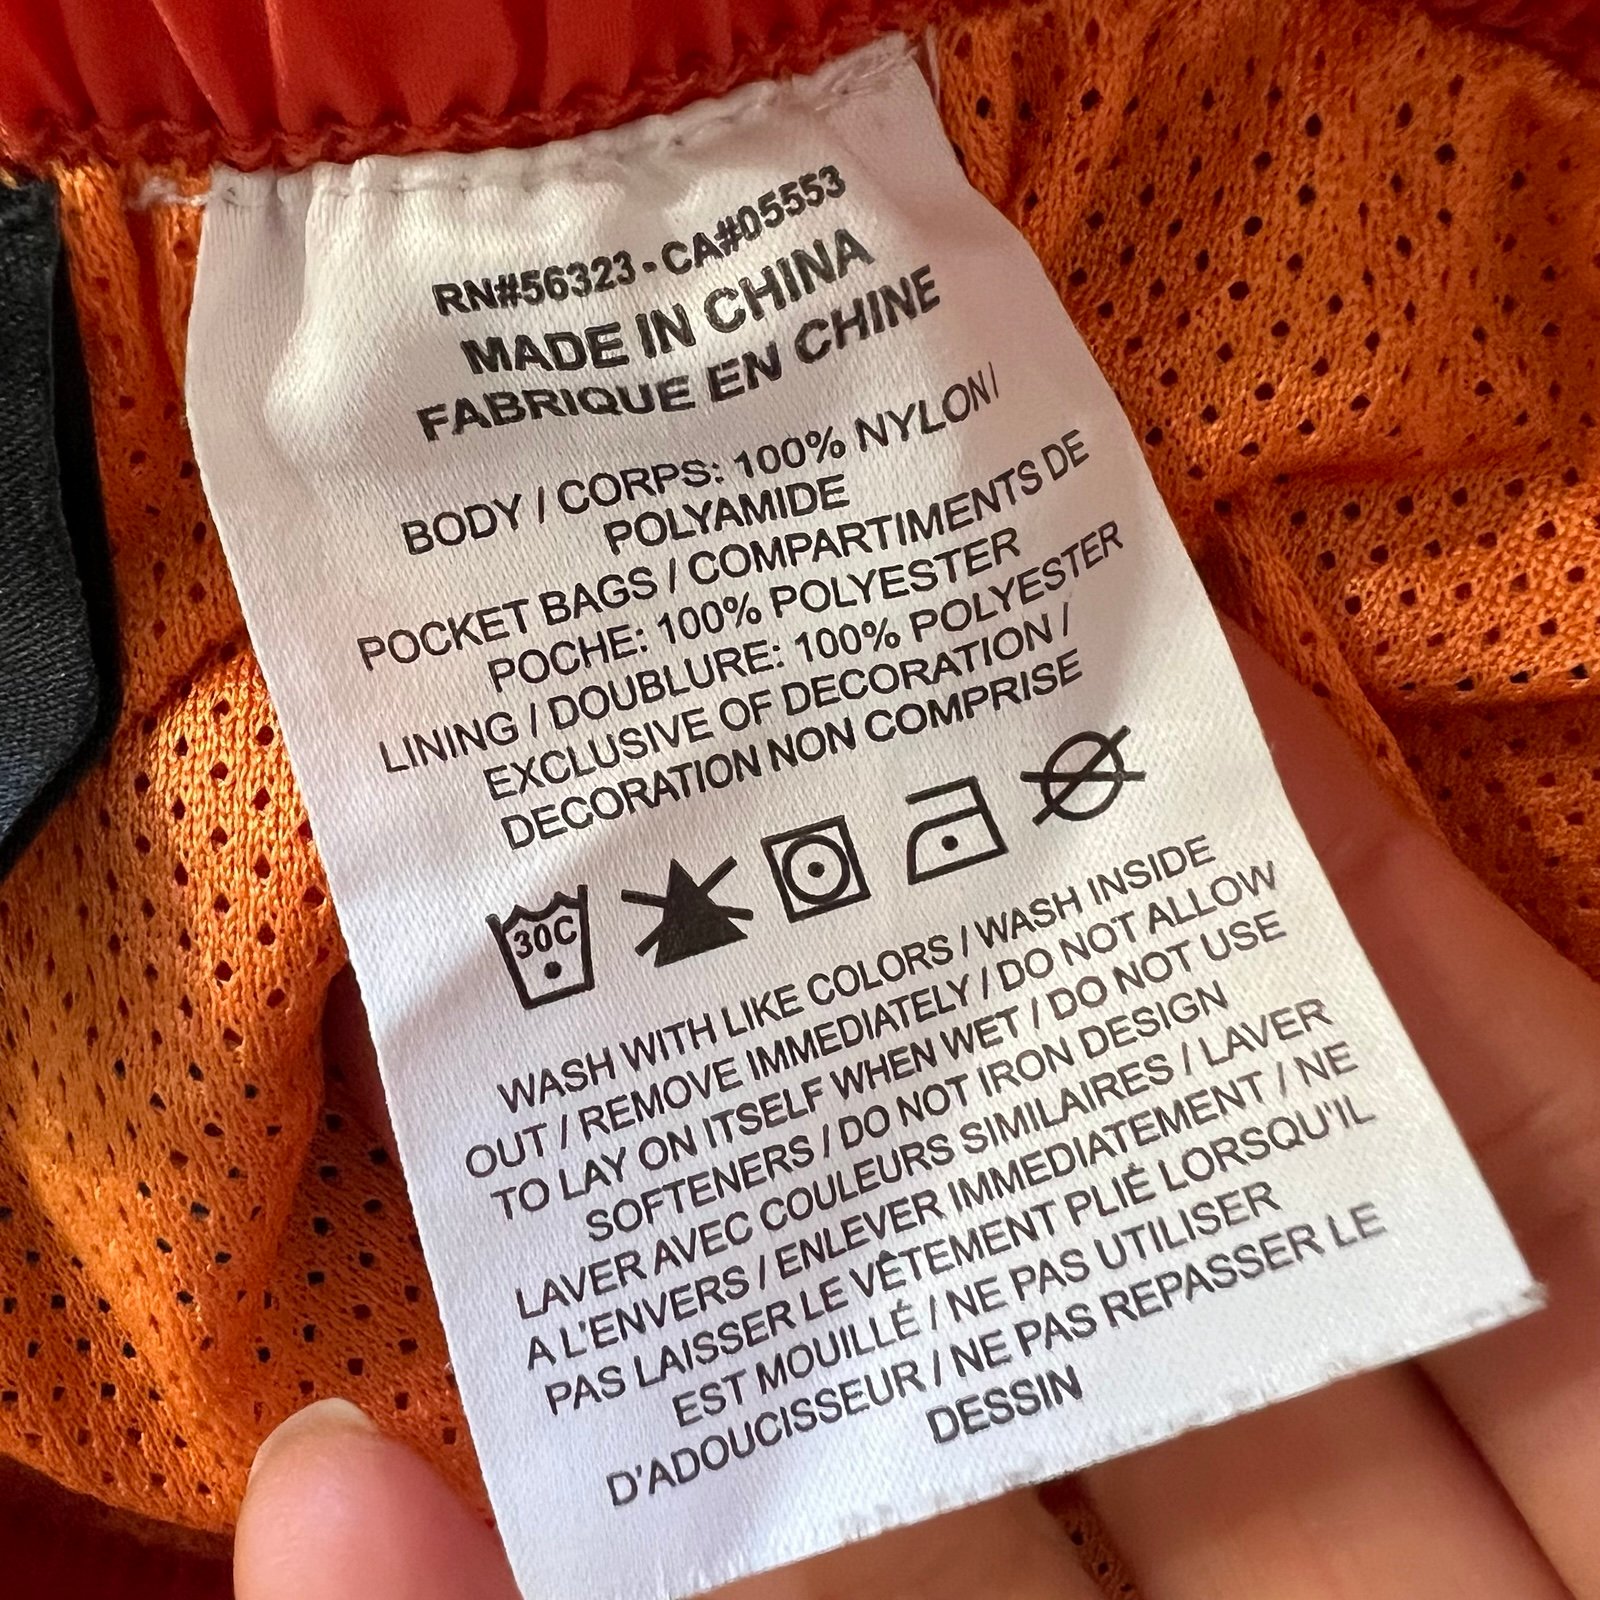 RN#56323 - CA#05553
MADE IN CHINA
FABRIQUE EN CHINE
BODY / CORPS: 100% NYLON/
POLYAMIDE
POCKET BAGS / COMPARTIMENTS DE
POCHE: 100% POLYESTER
LINING / DOUBLURE: 100% POLYESTER
EXCLUSIVE OF DECORATION /
DECORATION NON COMPRISE
30C
WASH WITH LIKE COLORS / WASH INSIDE
OUT / REMOVE IMMEDIATELY / DO NOT ALLOW
TO LAY ON ITSELF WHEN WET / DO NOT USE
SOFTENERS / DO NOT IRON DESIGN
LAVER AVEC COULEURS SIMILAIRES / LAVER
A L'ENVERS / ENLEVER IMMEDIATEMENT / NE
PAS LAISSER LE VÊTEMENT PLIÉ LORSQU'IL
EST MOUILLÉ / NE PAS UTILISER
D'ADOUCISSEUR / NE PAS REPASSER LE
DESSIN